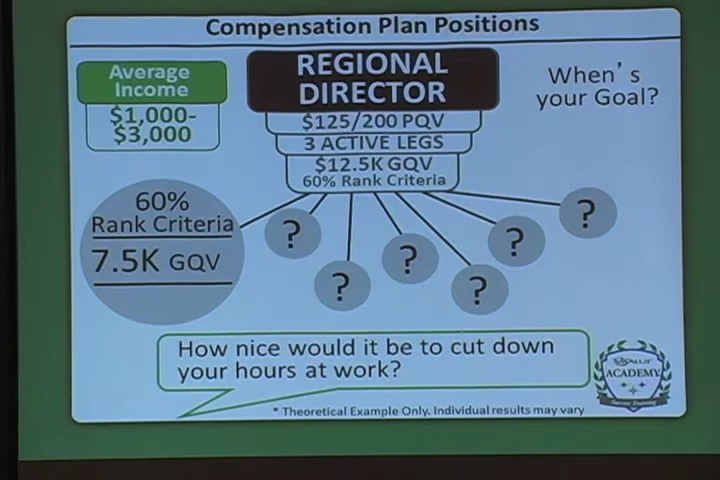 Compensation Plan Positions
Average
Income
$1,000-
$3,000
REGIONAL
DIRECTOR
$125/200 PQV
3 ACTIVE LEGS
$12.5K GQV
60% Rank Criteria
When's
your Goal?
60%
Rank Criteria
7.5K GQV
?
?
?
?
?
?
How nice would it be to cut down
your hours at work?
* Theoretical Example Only. Individual results may vary
ACADEMY